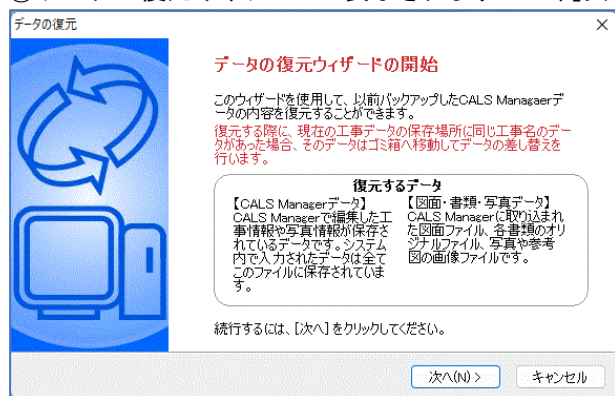 データの復元
データの復元ウィザードの開始
このウィザードを使用して、以前バックアップしたCALS Managaerデ
ータの内容を復元することができます。
復元する際に、現在の工事データの保存場所に同じ工事名のデー
タがあった場合、そのデータはゴミ箱へ移動してデータの差し替えを
行います。
復元するデータ
【CALS Managerデータ】
CALS Managerで編集した工
事情報や写真情報が保存さ
れているデータです。システム
内で入力されたデータは全て
このファイルに保存されていま
す。
【図面・書類・写真データ】
CALS Managerに取り込まれ
た図面ファイル、各書類のオリ
ジナルファイル、写真や参考
図の画像ファイルです。
続行するには、[次へ]をクリックしてください。
次へ(N) >
キャンセル